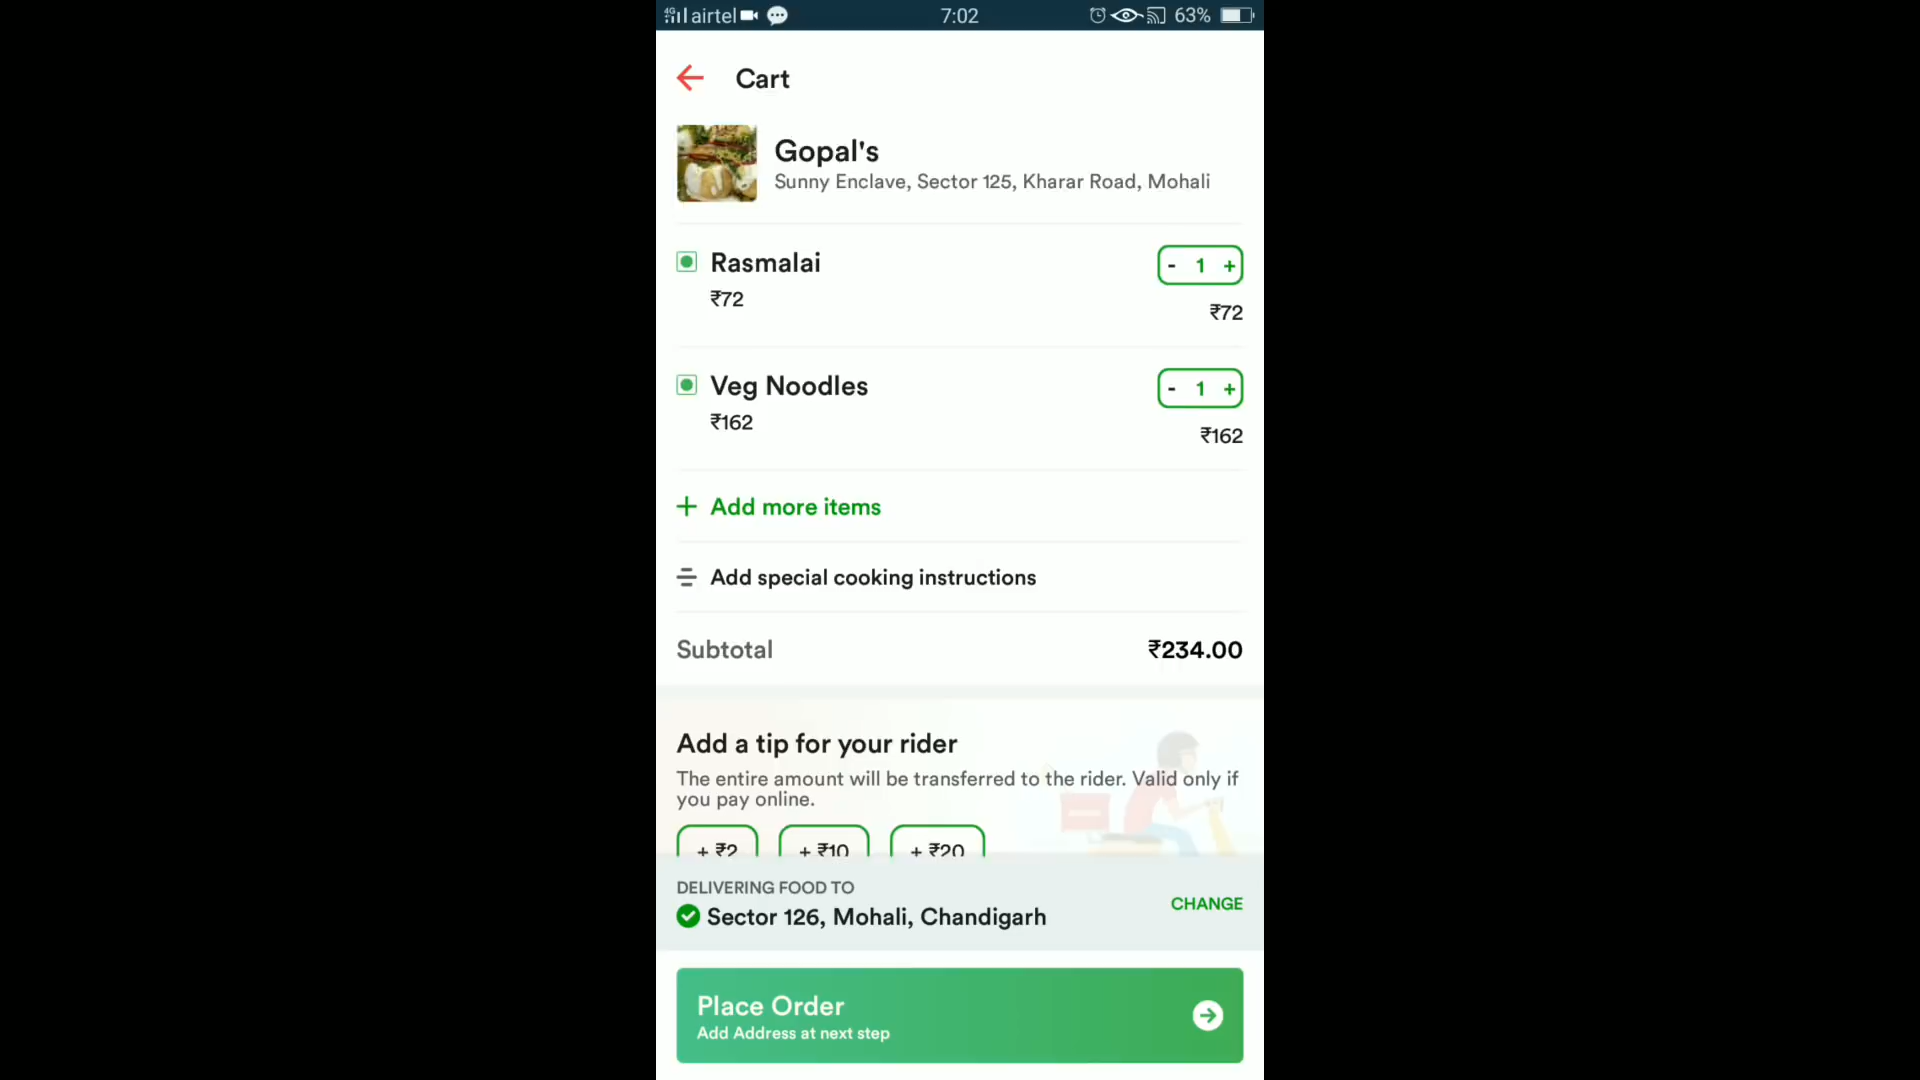 4G airtel 7:02 63%
Cart
Gopal's
Sunny Enclave, Sector 125, Kharar Road, Mohali
Rasmalai - 1 +
₹72
₹72
Veg Noodles - 1 +
₹162
₹162
+ Add more items
Add special cooking instructions
Subtotal ₹234.00
Add a tip for your rider
The entire amount will be transferred to the rider. Valid only if
you pay online.
+ ₹2 + ₹10 + ₹20
DELIVERING FOOD TO
Sector 126, Mohali, Chandigarh CHANGE
Place Order
Add Address at next step